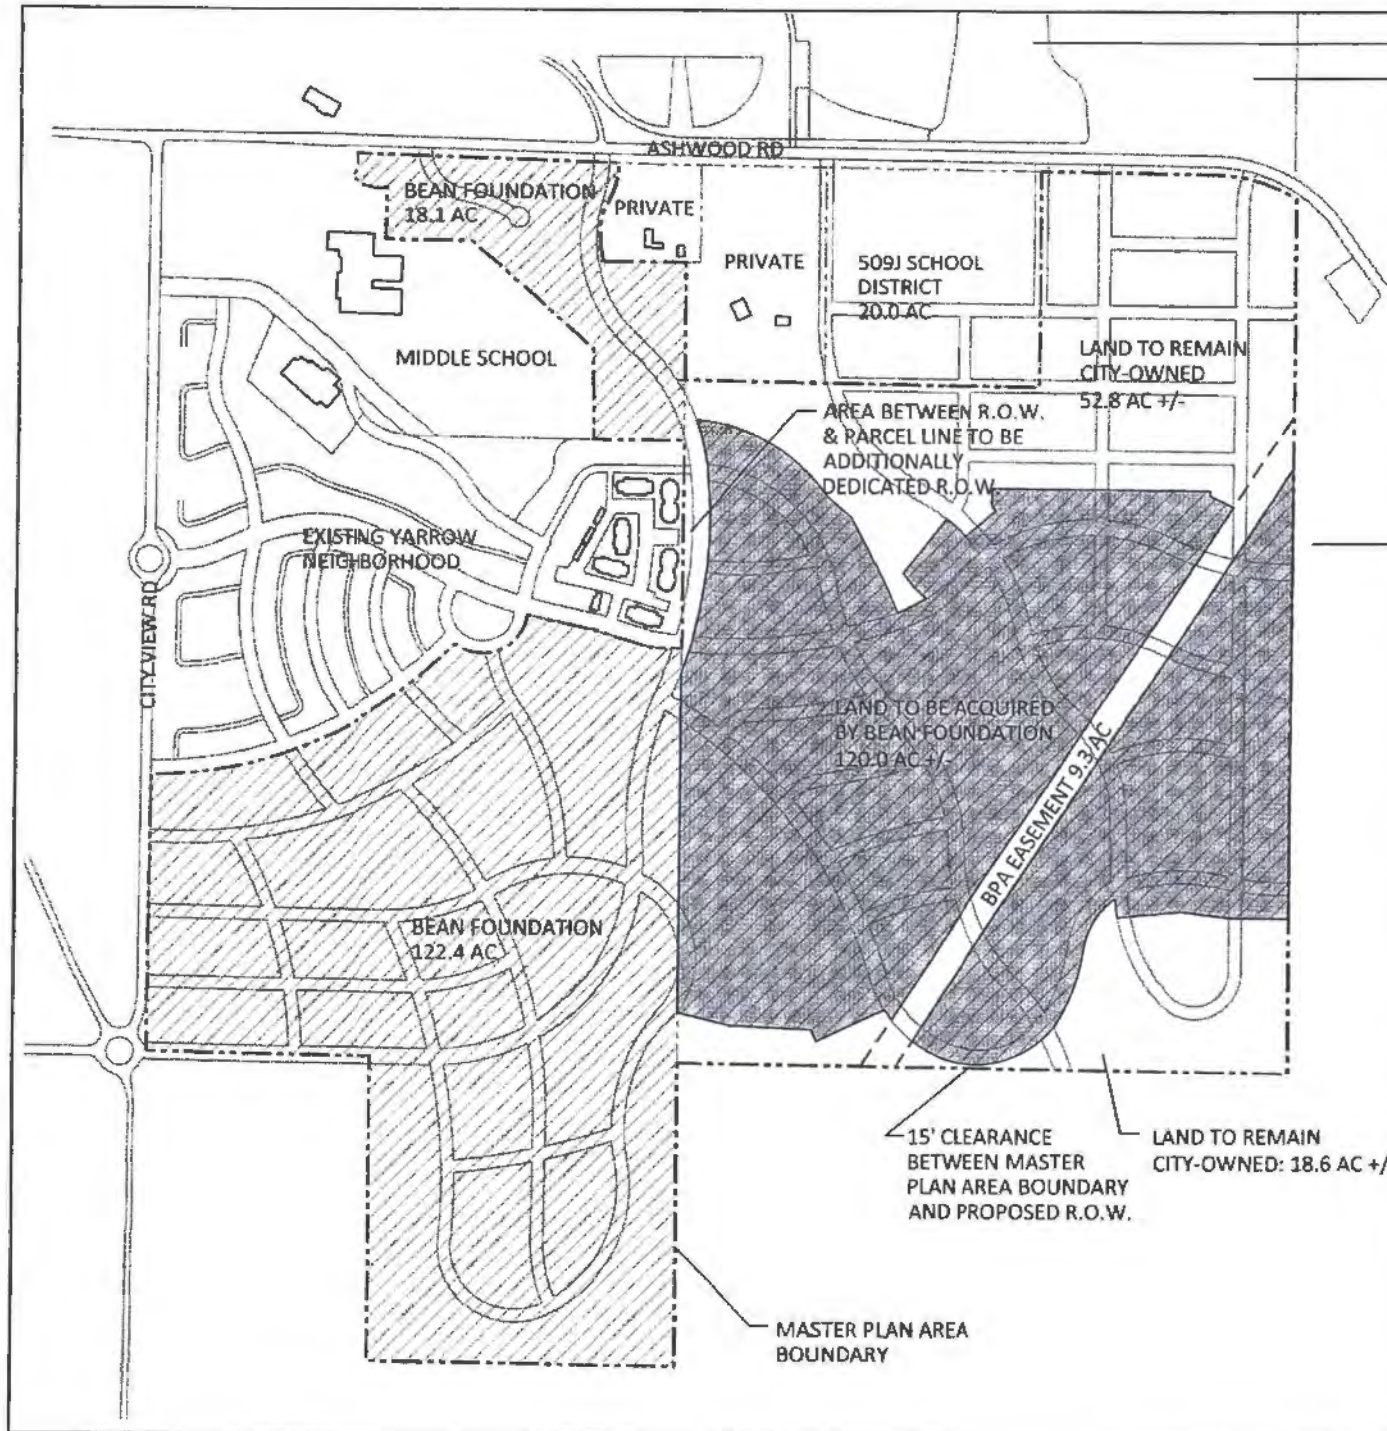 ASHWOOD RD
BEAN FOUNDATION
18.1 AC
PRIVATE
PRIVATE
509J SCHOOL
DISTRICT
20.0 AC
MIDDLE SCHOOL
LAND TO REMAIN
CITY-OWNED
52.8 AC +/-
AREA BETWEEN R.O.W.
& PARCEL LINE TO BE
ADDITIONALLY
DEDICATED R.O.W.
EXISTING YARROW
NEIGHBORHOOD
CITY VIEW RD
LAND TO BE ACQUIRED
BY BEAN FOUNDATION
120.0 AC +/-
BPA EASEMENT 9.3 AC
BEAN FOUNDATION
122.4 AC
15' CLEARANCE
BETWEEN MASTER
PLAN AREA BOUNDARY
AND PROPOSED R.O.W.
LAND TO REMAIN
CITY-OWNED: 18.6 AC +/
MASTER PLAN AREA
BOUNDARY